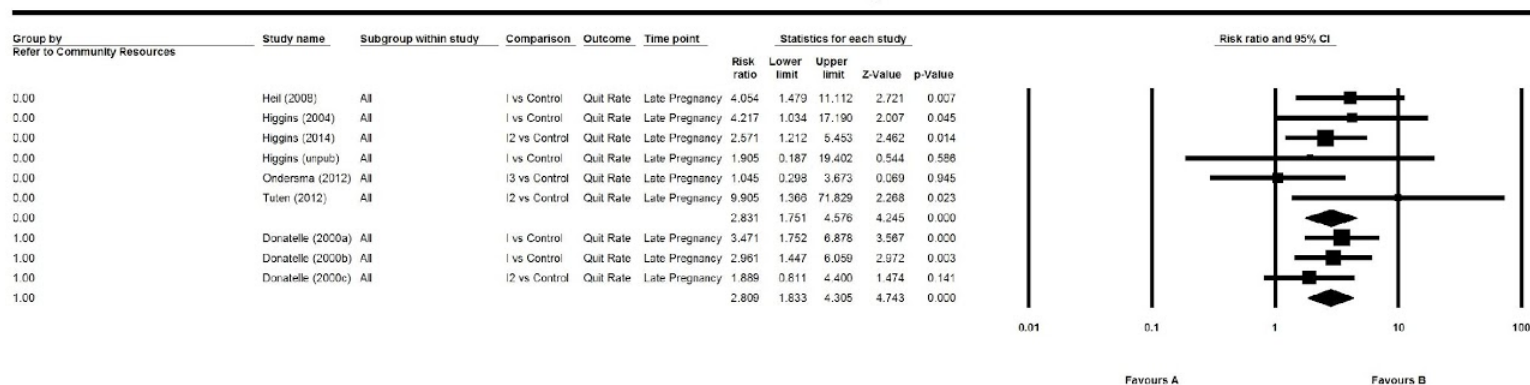 Group by Study name Subgroup within study Comparison Outcome Time point Statistics for each study Risk ratio and 95% CI
Refer to Community Resources
Risk Lower Upper
ratio limit limit Z-Value p-Value
0.00 Heil (2008) All I vs Control Quit Rate Late Pregnancy 4.054 1.479 11.112 2.721 0.007
0.00 Higgins (2004) All I vs Control Quit Rate Late Pregnancy 4.217 1.034 17.190 2.007 0.045
0.00 Higgins (2014) All I2 vs Control Quit Rate Late Pregnancy 2.571 1.212 5.453 2.462 0.014
0.00 Higgins (unpub) All I vs Control Quit Rate Late Pregnancy 1.905 0.187 19.402 0.544 0.586
0.00 Ondersma (2012) All I3 vs Control Quit Rate Late Pregnancy 1.045 0.298 3.673 0.069 0.945
0.00 Tuten (2012) All I2 vs Control Quit Rate Late Pregnancy 9.905 1.366 71.829 2.268 0.023
0.00 2.831 1.751 4.576 4.245 0.000
1.00 Donatelle (2000a) All I vs Control Quit Rate Late Pregnancy 3.471 1.752 6.878 3.567 0.000
1.00 Donatelle (2000b) All I vs Control Quit Rate Late Pregnancy 2.961 1.447 6.059 2.972 0.003
1.00 Donatelle (2000c) All I2 vs Control Quit Rate Late Pregnancy 1.889 0.811 4.400 1.474 0.141
1.00 2.809 1.833 4.305 4.743 0.000
0.01 0.1 1 10 100
Favours A Favours B